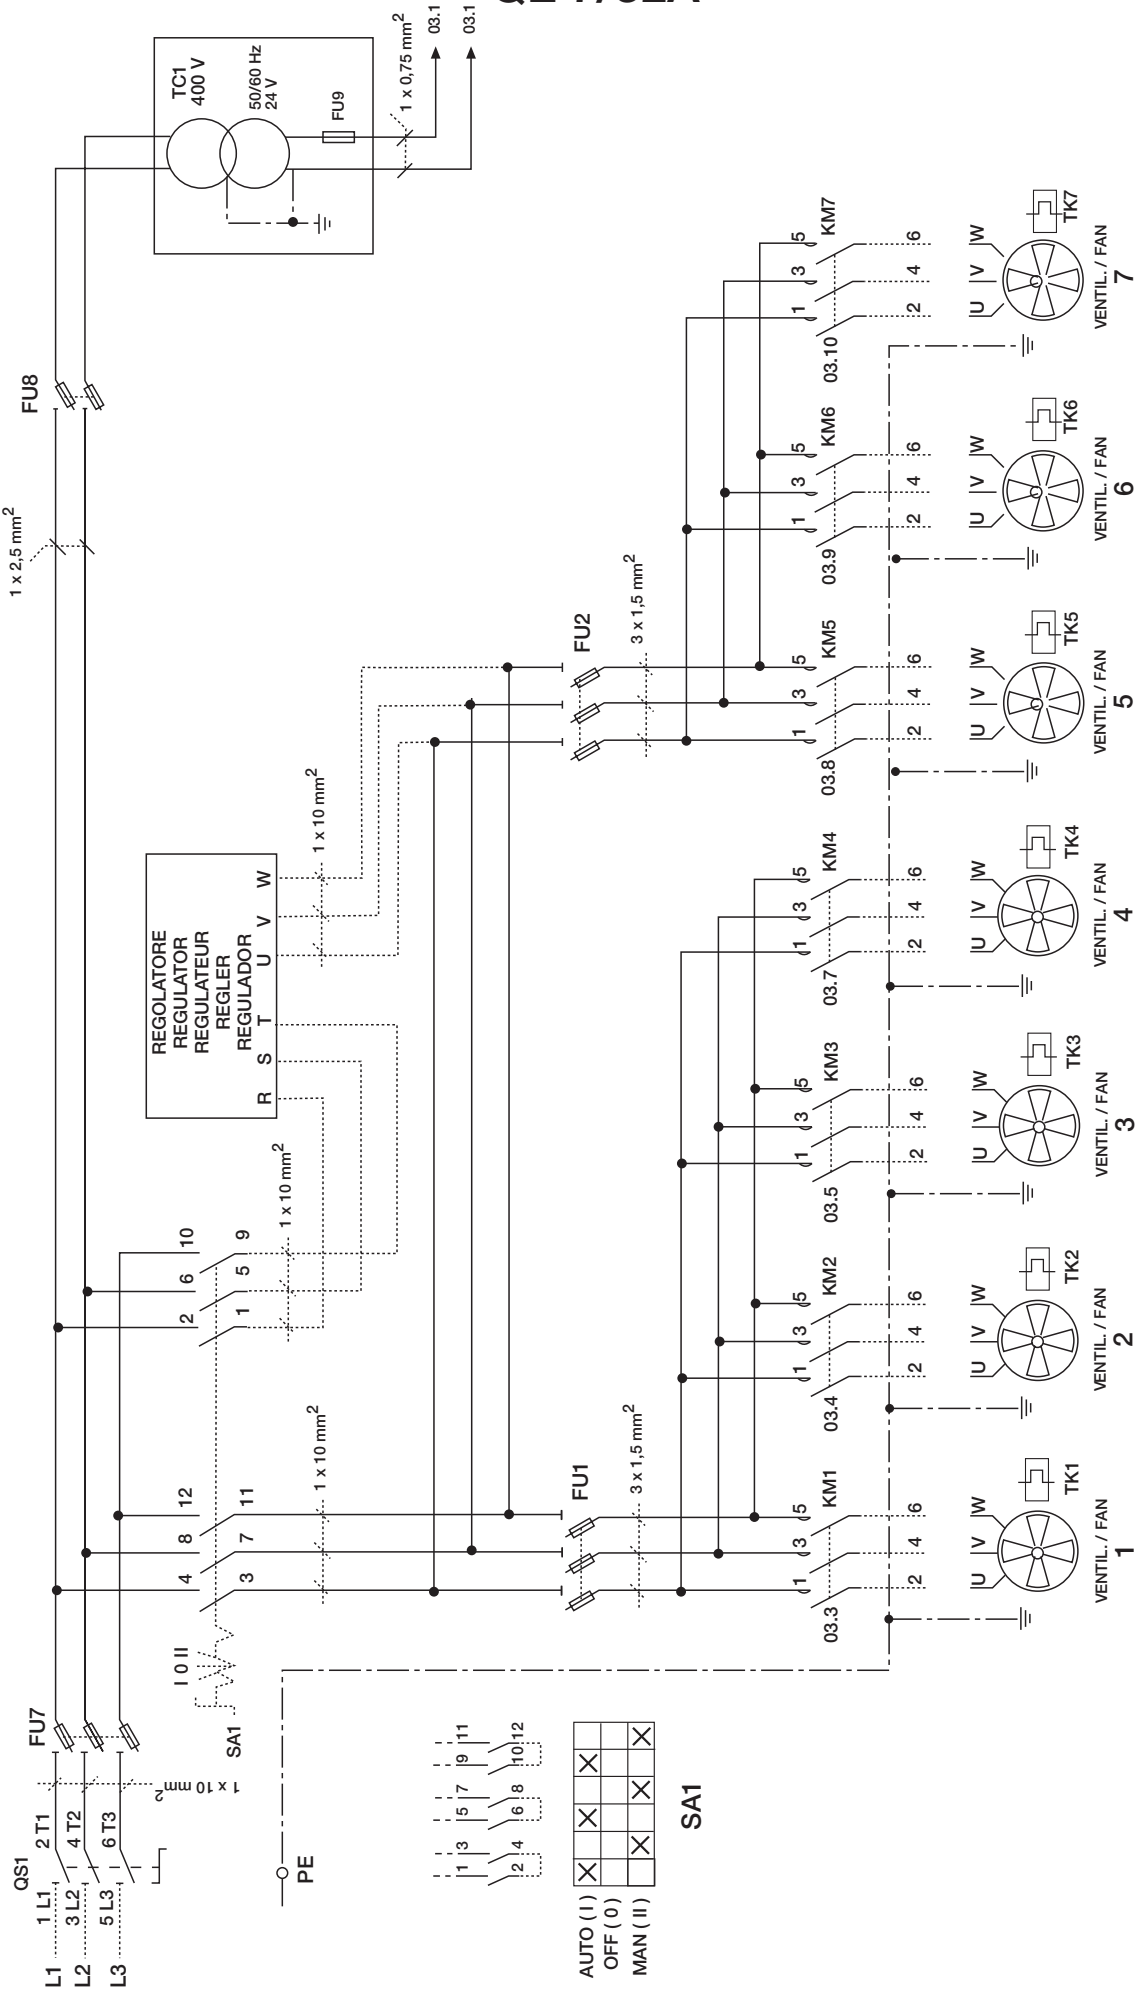 L1
L2
L3
QS1
1 L1
3 L2
5 L3
2 T1
4 T2
6 T3
1 x 10 mm2
FU7
I 0 II
SA1
4
8
12
3
7
11
1 x 10 mm2
2
6
10
1
5
9
1 x 10 mm2
REGOLATORE
REGULATOR
REGULATEUR
REGLER
REGULADOR
R S T U V W
1 x 10 mm2
1 x 2,5 mm2
FU8
TC1
400 V
50/60 Hz
24 V
FU9
1 x 0,75 mm2
03.1
03.1
PE
1 3 5 7 9 11
2 4 6 8 10 12
AUTO ( I )
OFF ( 0 )
MAN ( II )
SA1
FU1
3 x 1,5 mm2
FU2
3 x 1,5 mm2
1 3 5
03.3
KM1
2 4 6
U V W
TK1
VENTIL. / FAN
1
1 3 5
03.4
KM2
2 4 6
U V W
TK2
VENTIL. / FAN
2
1 3 5
03.5
KM3
2 4 6
U V W
TK3
VENTIL. / FAN
3
1 3 5
03.7
KM4
2 4 6
U V W
TK4
VENTIL. / FAN
4
1 3 5
03.8
KM5
2 4 6
U V W
TK5
VENTIL. / FAN
5
1 3 5
03.9
KM6
2 4 6
U V W
TK6
VENTIL. / FAN
6
1 3 5
03.10
KM7
2 4 6
U V W
TK7
VENTIL. / FAN
7